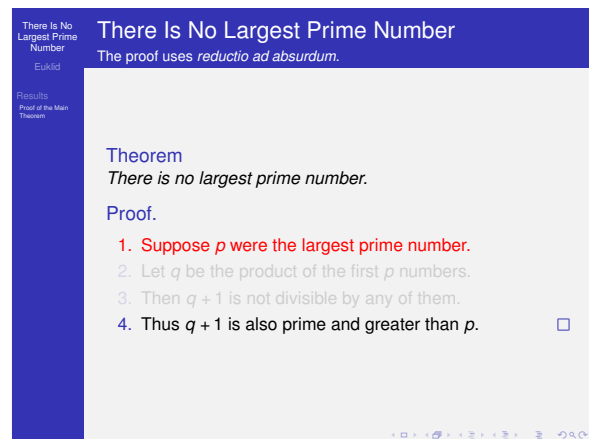 There Is No
Largest Prime
Number
Euklid
Results
Proof of the Main
Theorem
There Is No Largest Prime Number
The proof uses reductio ad absurdum.
Theorem
There is no largest prime number.
Proof.
1. Suppose p were the largest prime number.
2. Let q be the product of the first p numbers.
3. Then q + 1 is not divisible by any of them.
4. Thus q + 1 is also prime and greater than p. □